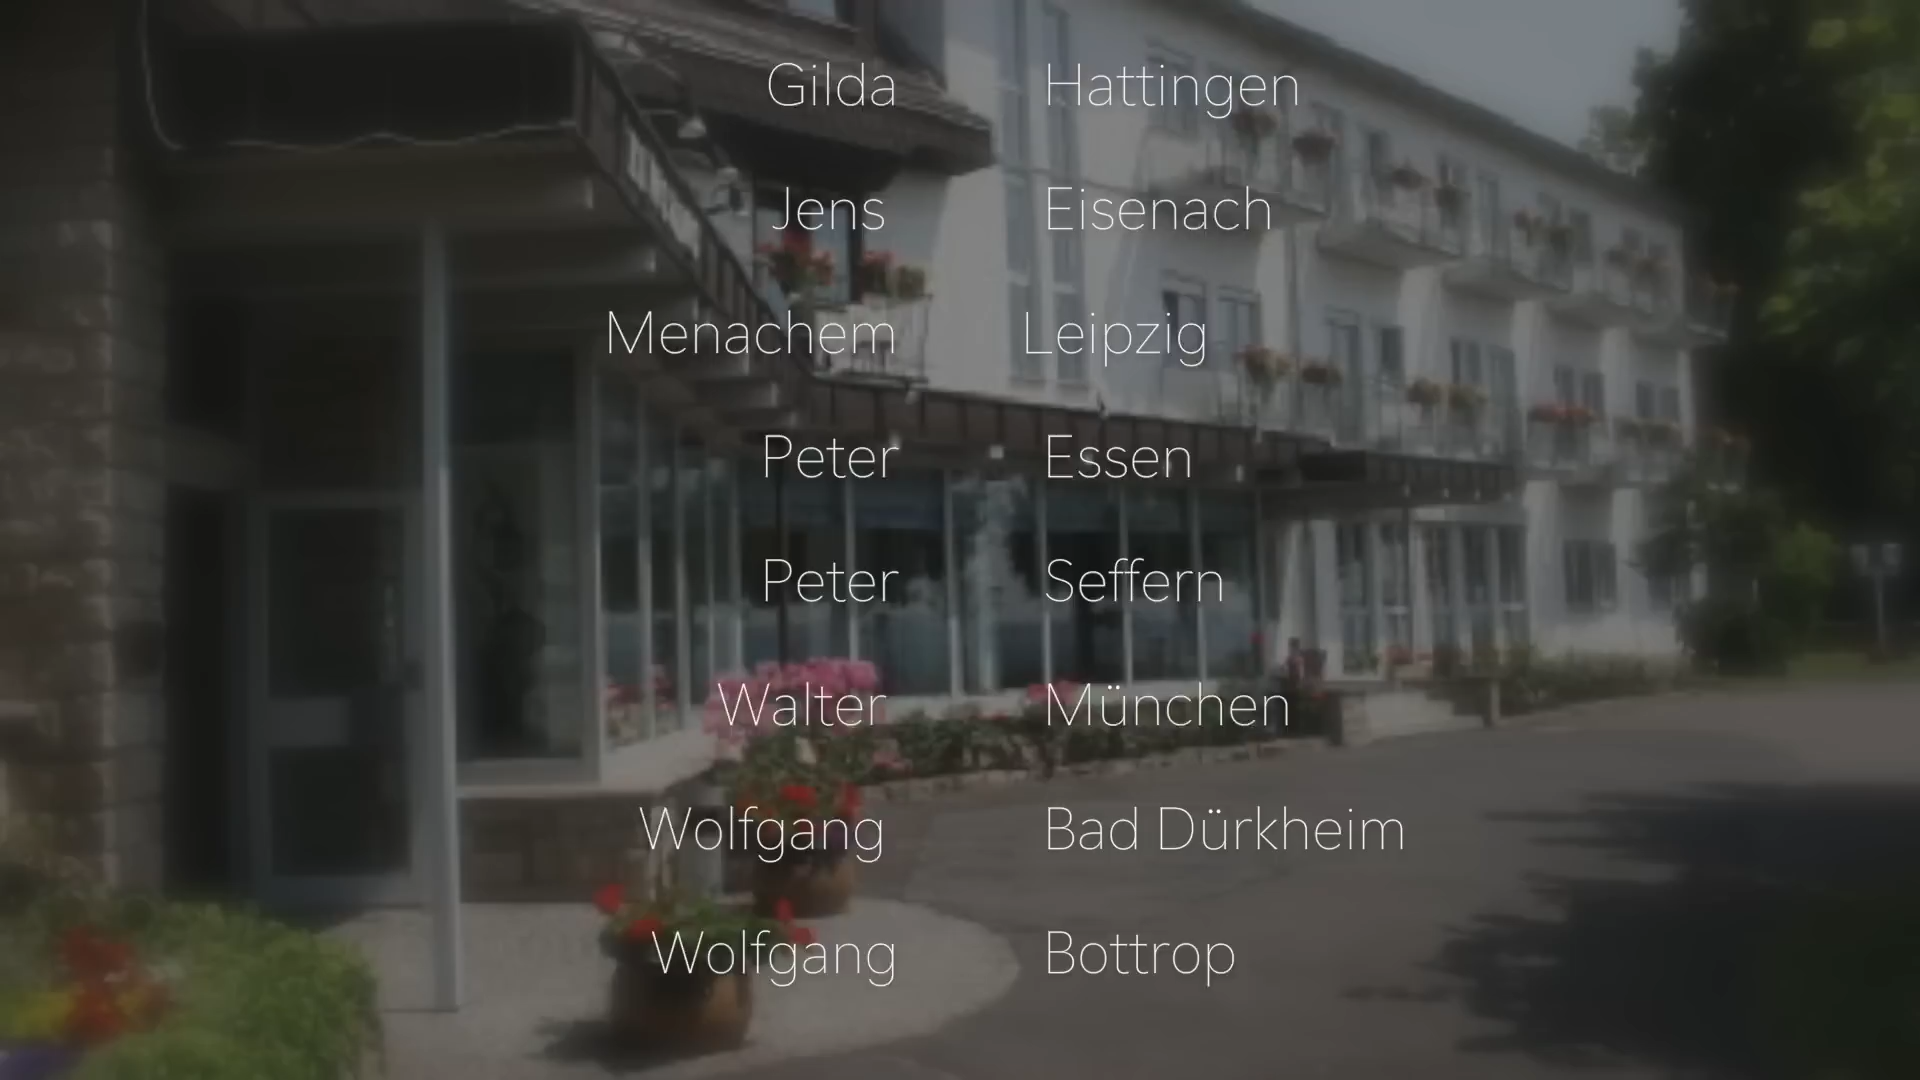 Gilda Hattingen
Jens Eisenach
Menachem Leipzig
Peter Essen
Peter Seffern
Walter München
Wolfgang Bad Dürkheim
Wolfgang Bottrop